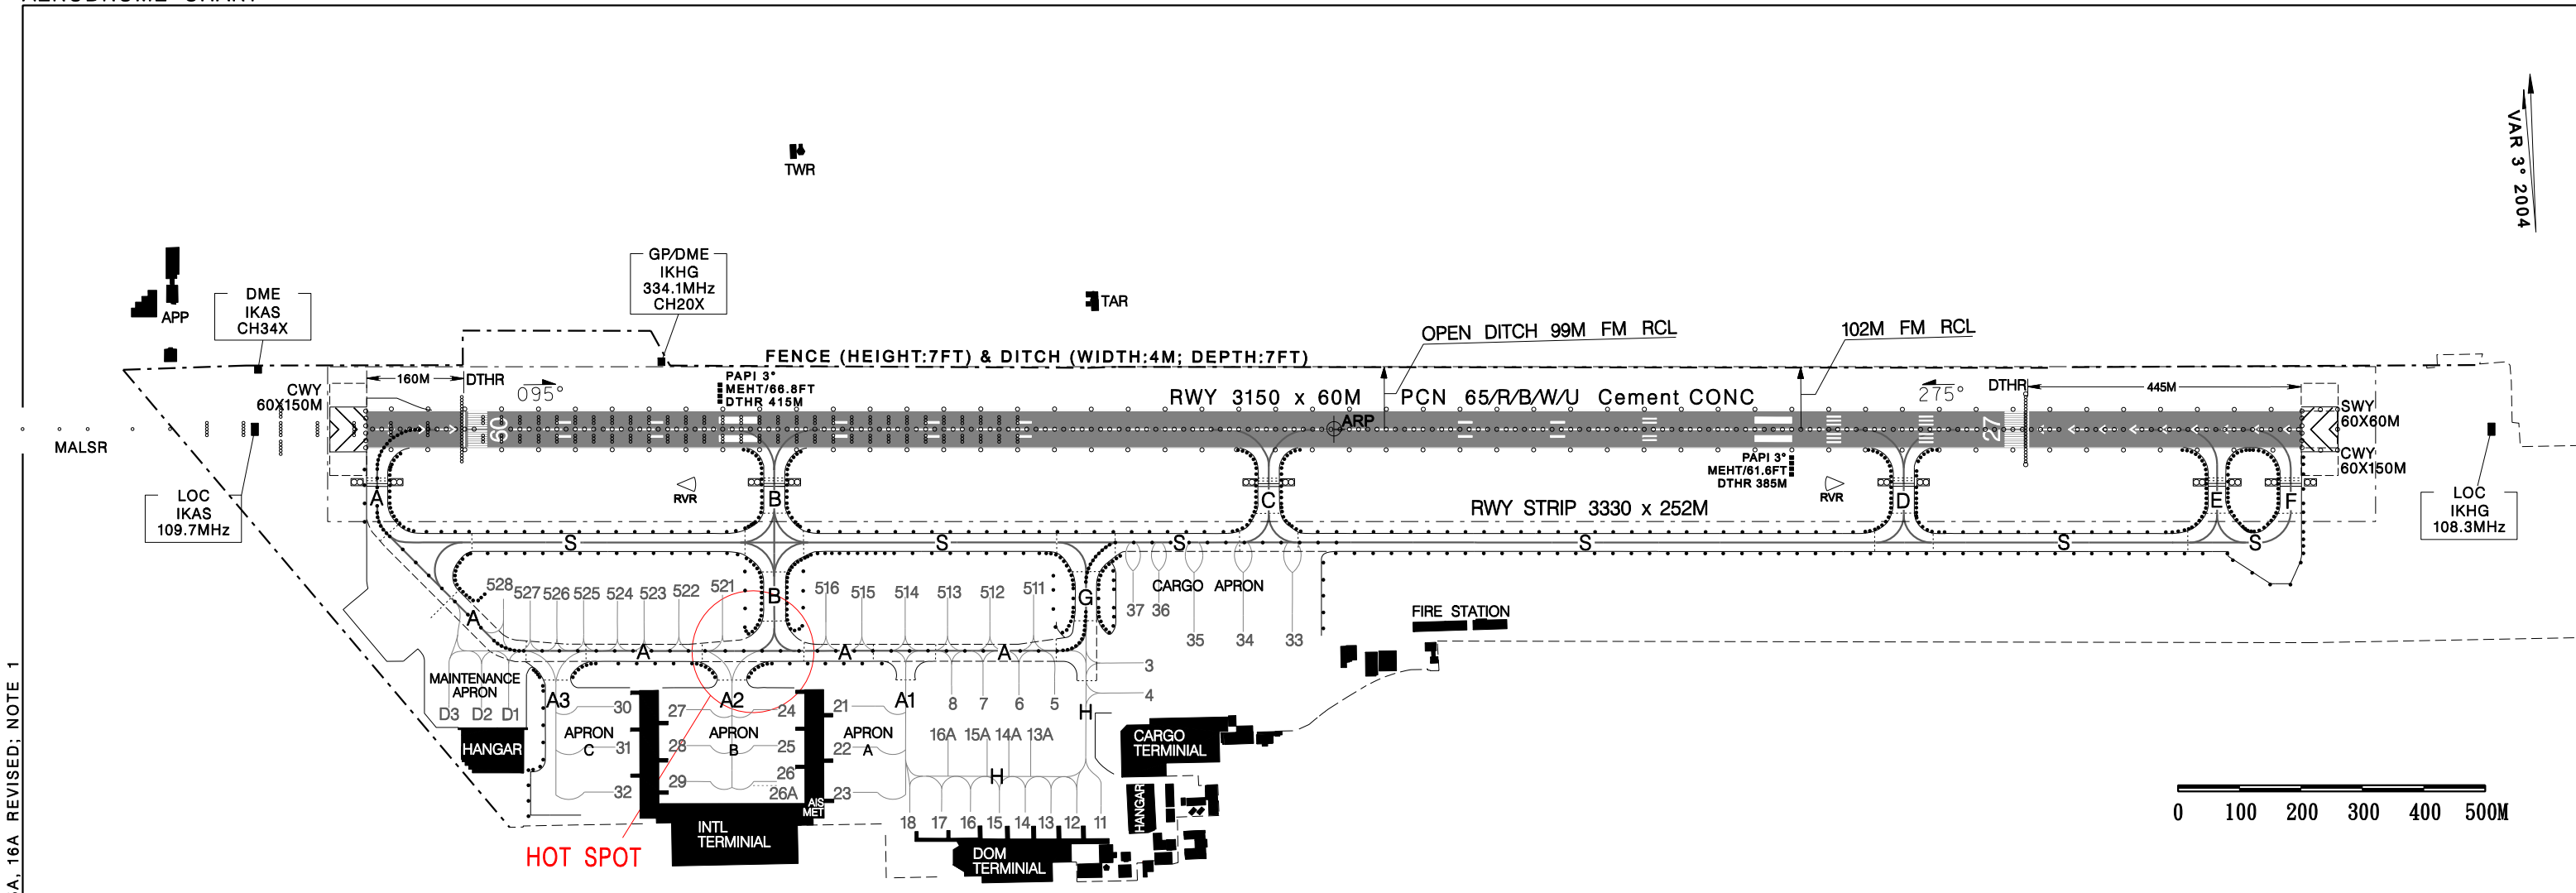 VAR 3° 2004
TWR
APP
DME
IKAS
CH34X
GP/DME
IKHG
334.1MHz
CH20X
TAR
OPEN DITCH 99M FM RCL
102M FM RCL
FENCE (HEIGHT:7FT) & DITCH (WIDTH:4M; DEPTH:7FT)
CWY
60X150M
160M
DTHR
095°
PAPI 3°
MEHT/66.8FT
DTHR 415M
RWY 3150 x 60M
PCN 65/R/B/W/U Cement CONC
275°
DTHR
445M
SWY
60X60M
CWY
60X150M
MALSR
09
ARP
27
PAPI 3°
MEHT/61.6FT
DTHR 385M
LOC
IKAS
109.7MHz
RVR
RVR
RWY STRIP 3330 x 252M
LOC
IKHG
108.3MHz
A
B
C
D
E
F
S
S
S
S
S
S
528
527
526
525
524
523
522
521
B
516
515
514
513
512
511
G
CARGO APRON
37
36
35
34
33
FIRE STATION
A
A
A
A
3
4
MAINTENANCE
APRON
D3
D2
D1
A3
A2
A1
8
7
6
5
H
30
31
32
27
28
29
24
25
26
26A
21
22
23
APRON
C
APRON
B
APRON
A
16A
15A
14A
13A
H
HANGAR
CARGO
TERMINIAL
HANGAR
AIS
MET
18
17
16
15
14
13
12
11
INTL
TERMINIAL
DOM
TERMINIAL
HOT SPOT
0 100 200 300 400 500M
A, 16A REVISED; NOTE 1